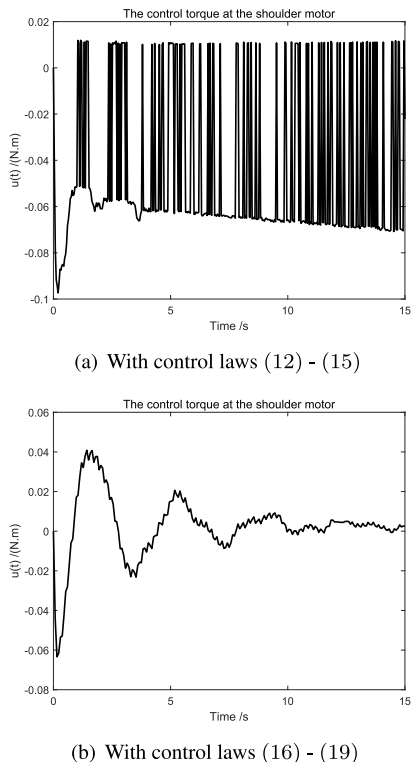 The control torque at the shoulder motor
0.02
0
-0.02
-0.04
-0.06
-0.08
-0.1
u(t) /(N.m)
0 5 10 15
Time /s
(a) With control laws (12) - (15)
The control torque at the shoulder motor
0.06
0.04
0.02
0
-0.02
-0.04
-0.06
-0.08
u(t) /(N.m)
0 5 10 15
Time /s
(b) With control laws (16) - (19)